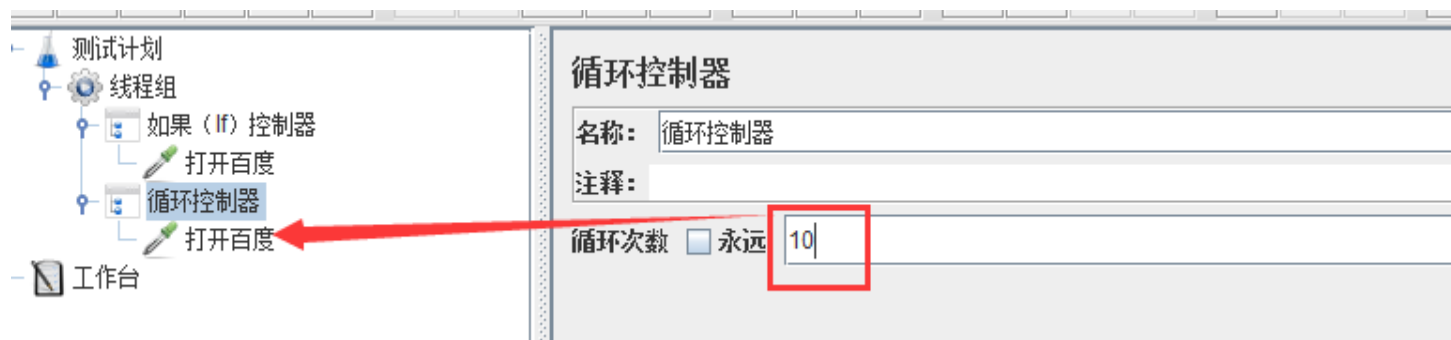 测试计划
线程组
如果（If）控制器
打开百度
循环控制器
打开百度
工作台
循环控制器
名称： 循环控制器
注释：
循环次数 永远 10